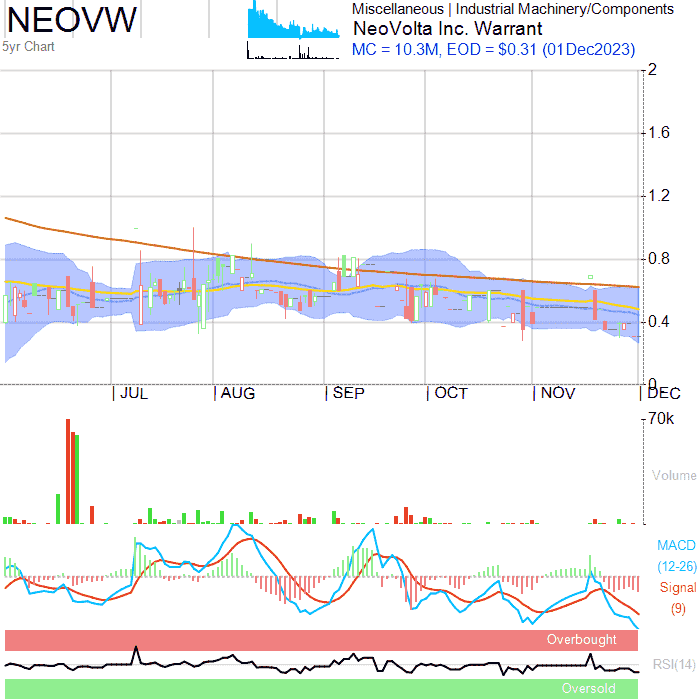 NEOVW
5yr Chart
Miscellaneous | Industrial Machinery/Components
NeoVolta Inc. Warrant
MC = 10.3M, EOD = $0.31 (01Dec2023)
2
1.6
1.2
0.8
0.4
0
JUL AUG SEP OCT NOV DEC
70k
Volume
MACD
(12-26)
Signal
(9)
Overbought
RSI(14)
Oversold